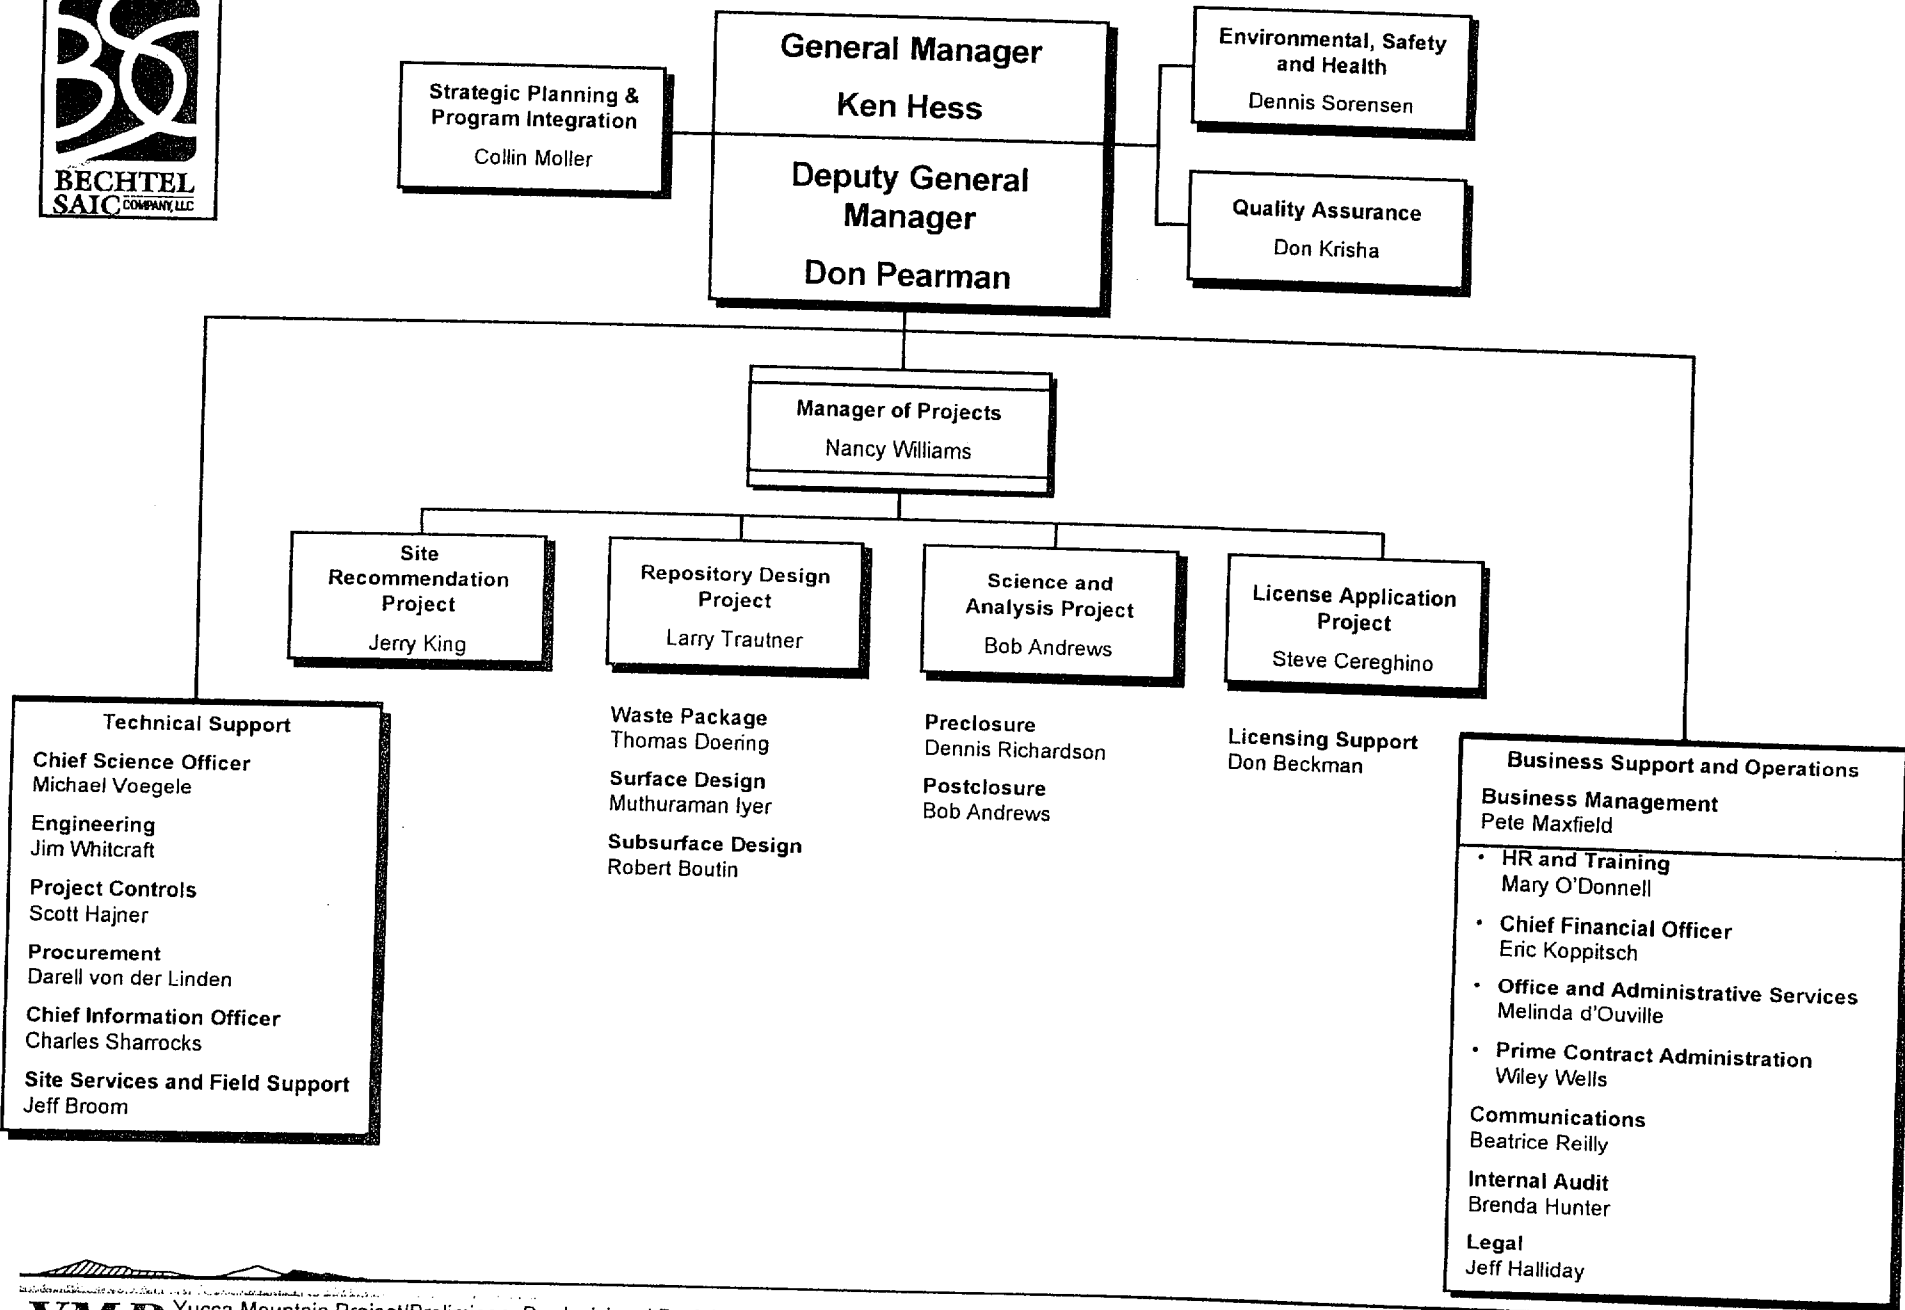 BECHTEL
SAIC COMPANY, LLC
Strategic Planning &
Program Integration
Collin Moller
General Manager
Ken Hess
Deputy General
Manager
Don Pearman
Environmental, Safety
and Health
Dennis Sorensen
Quality Assurance
Don Krisha
Manager of Projects
Nancy Williams
Site
Recommendation
Project
Jerry King
Repository Design
Project
Larry Trautner
Science and
Analysis Project
Bob Andrews
License Application
Project
Steve Cereghino
Technical Support
Chief Science Officer
Michael Voegele
Engineering
Jim Whitcraft
Project Controls
Scott Hajner
Procurement
Darell von der Linden
Chief Information Officer
Charles Sharrocks
Site Services and Field Support
Jeff Broom
Waste Package
Thomas Doering
Surface Design
Muthuraman Iyer
Subsurface Design
Robert Boutin
Preclosure
Dennis Richardson
Postclosure
Bob Andrews
Licensing Support
Don Beckman
Business Support and Operations
Business Management
Pete Maxfield
• HR and Training
Mary O'Donnell
• Chief Financial Officer
Eric Koppitsch
• Office and Administrative Services
Melinda d'Ouville
• Prime Contract Administration
Wiley Wells
Communications
Beatrice Reilly
Internal Audit
Brenda Hunter
Legal
Jeff Halliday
Yucca Mountain